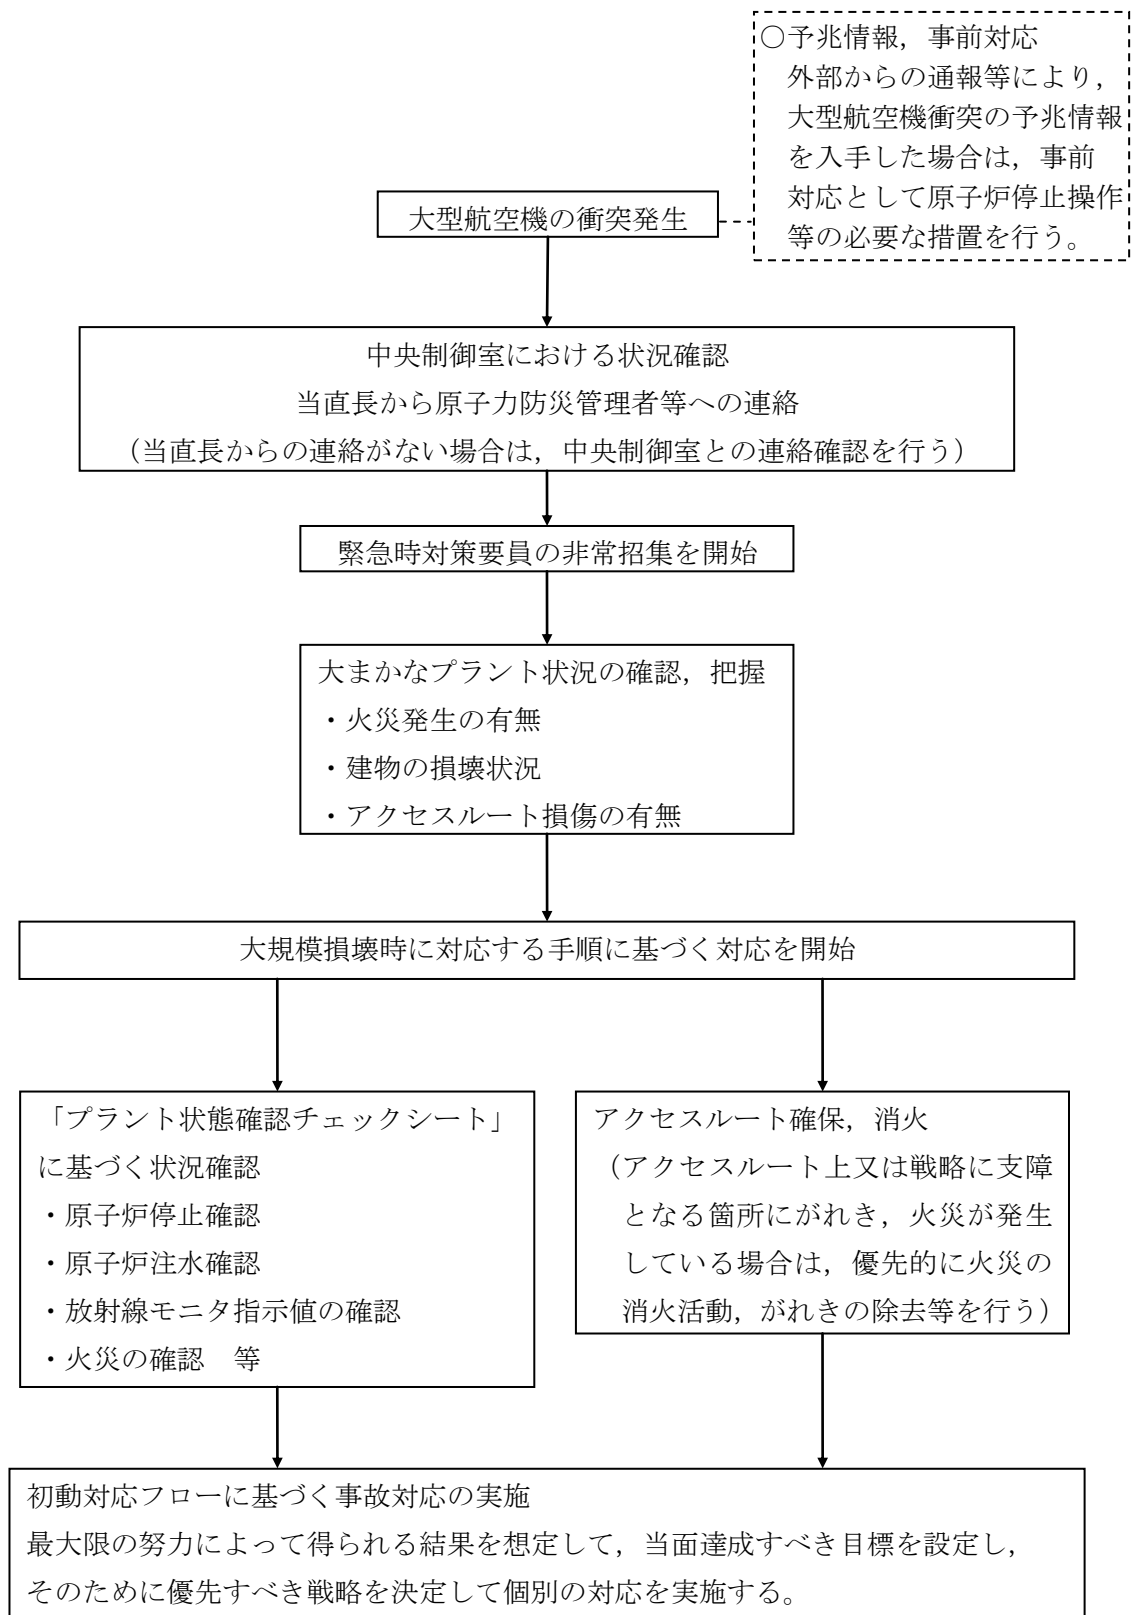 ○予兆情報，事前対応
外部からの通報等により，
大型航空機衝突の予兆情報
を入手した場合は，事前
対応として原子炉停止操作
等の必要な措置を行う。
大型航空機の衝突発生
中央制御室における状況確認
当直長から原子力防災管理者等への連絡
（当直長からの連絡がない場合は，中央制御室との連絡確認を行う）
緊急時対策要員の非常招集を開始
大まかなプラント状況の確認，把握
・火災発生の有無
・建物の損壊状況
・アクセスルート損傷の有無
大規模損壊時に対応する手順に基づく対応を開始
「プラント状態確認チェックシート」
に基づく状況確認
・原子炉停止確認
・原子炉注水確認
・放射線モニタ指示値の確認
・火災の確認　等
アクセスルート確保，消火
（アクセスルート上又は戦略に支障
となる箇所にがれき，火災が発生
している場合は，優先的に火災の
消火活動，がれきの除去等を行う）
初動対応フローに基づく事故対応の実施
最大限の努力によって得られる結果を想定して，当面達成すべき目標を設定し，
そのために優先すべき戦略を決定して個別の対応を実施する。